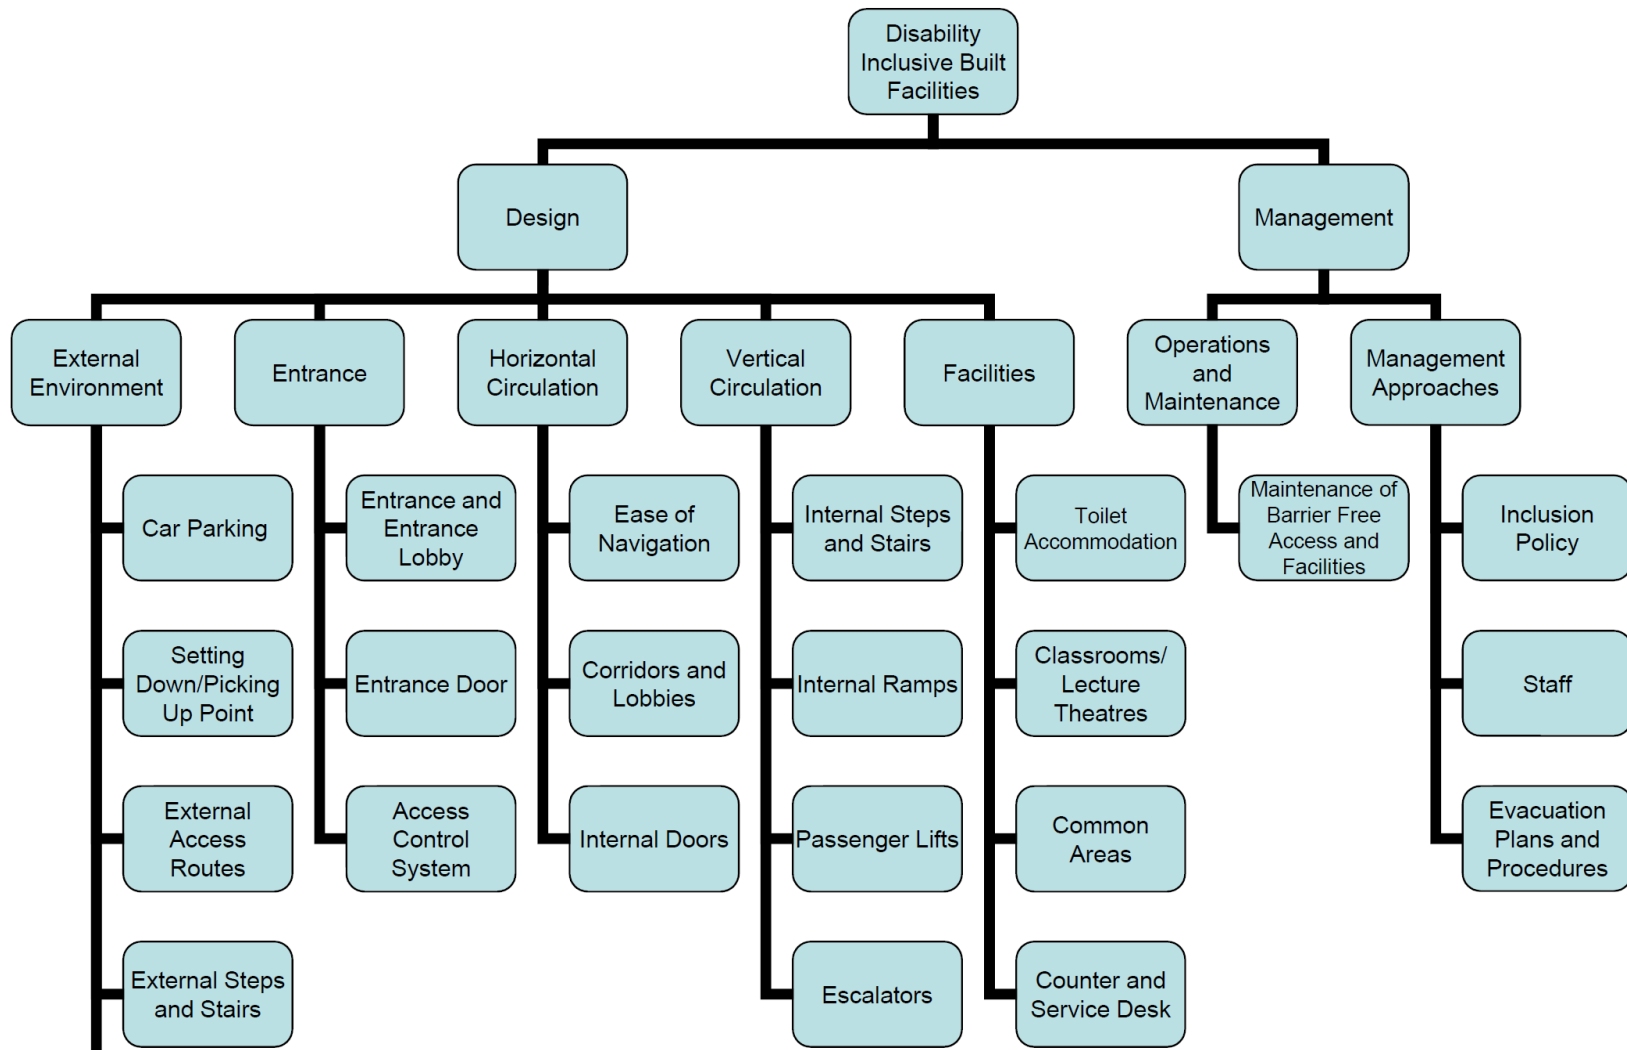 Disability
Inclusive Built
Facilities
Design
Management
External
Environment
Entrance
Horizontal
Circulation
Vertical
Circulation
Facilities
Operations
and
Maintenance
Management
Approaches
Car Parking
Entrance and
Entrance
Lobby
Ease of
Navigation
Internal Steps
and Stairs
Toilet
Accommodation
Maintenance of
Barrier Free
Access and
Facilities
Inclusion
Policy
Setting
Down/Picking
Up Point
Entrance Door
Corridors and
Lobbies
Internal Ramps
Classrooms/
Lecture
Theatres
Staff
External
Access
Routes
Access
Control
System
Internal Doors
Passenger Lifts
Common
Areas
Evacuation
Plans and
Procedures
External Steps
and Stairs
Escalators
Counter and
Service Desk